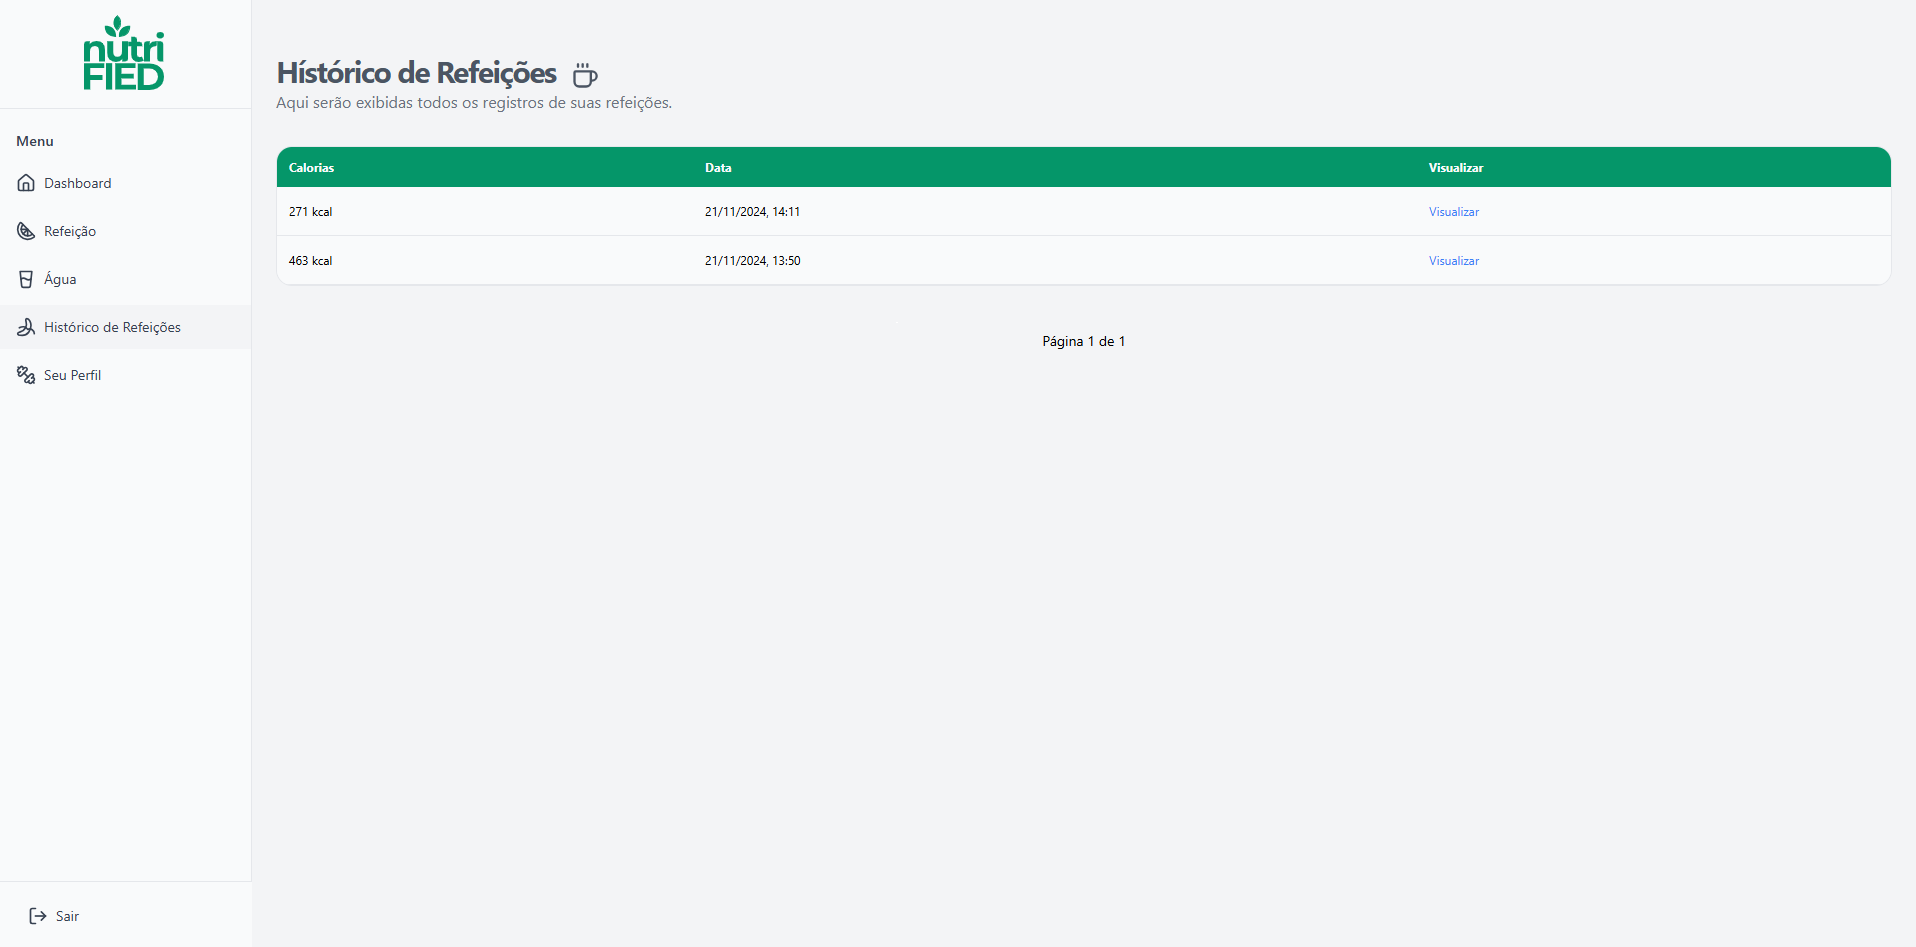 nutri
FIED
Menu
Dashboard
Refeição
Água
Histórico de Refeições
Seu Perfil
Sair
Hístórico de Refeições
Aqui serão exibidas todos os registros de suas refeições.
Calorias Data Visualizar
271 kcal 21/11/2024, 14:11 Visualizar
463 kcal 21/11/2024, 13:50 Visualizar
Página 1 de 1